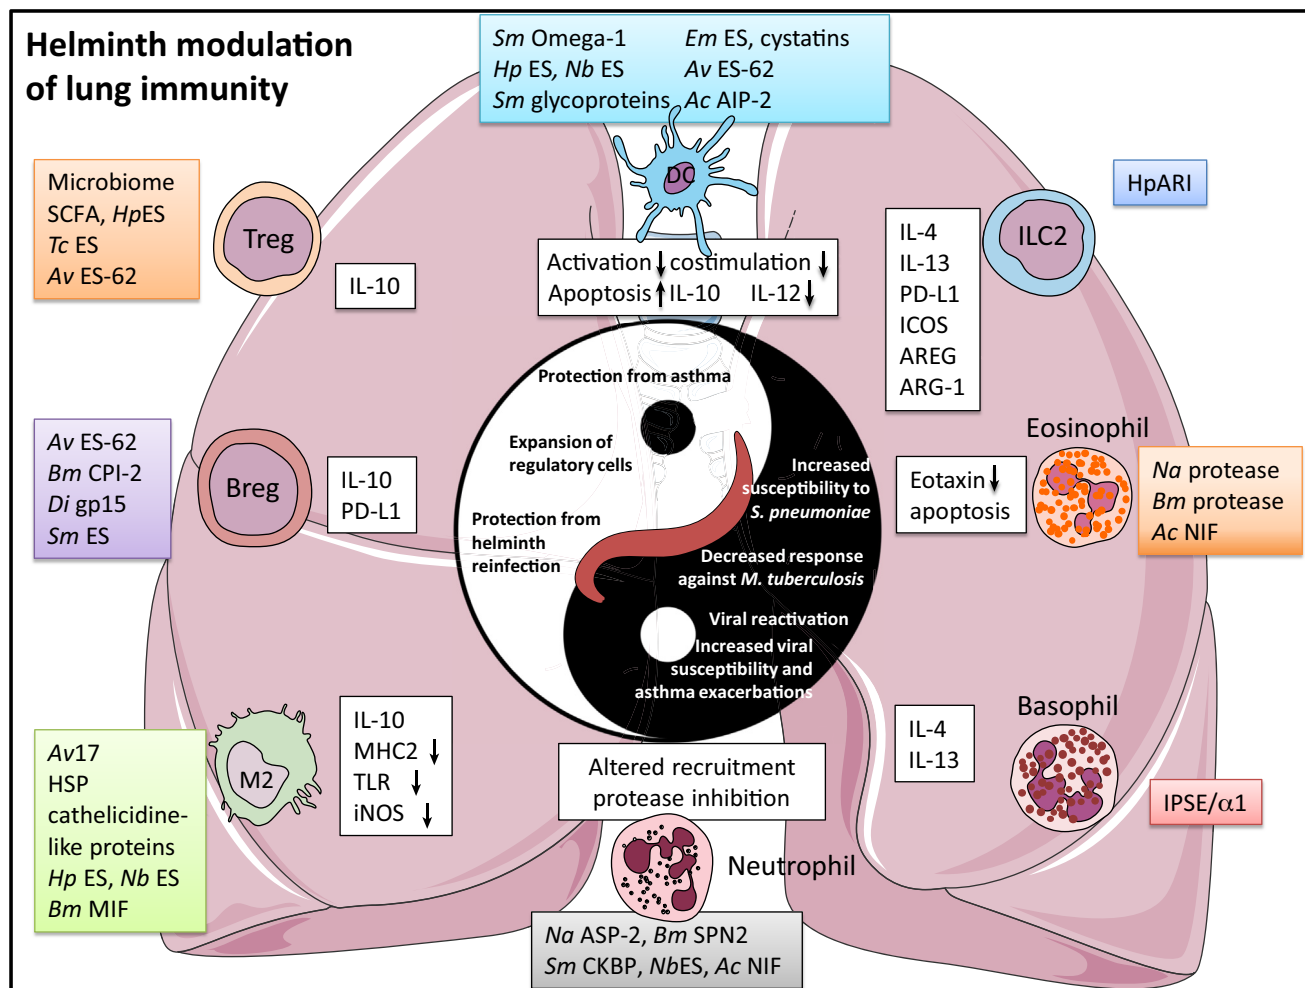 Helminth modulation
of lung immunity
Sm Omega-1
Hp ES, Nb ES
Sm glycoproteins
Em ES, cystatins
Av ES-62
Ac AIP-2
DC
Activation ↓ costimulation ↓
Apoptosis ↑ IL-10 IL-12 ↓
Microbiome
SCFA, HpES
Tc ES
Av ES-62
Treg
IL-10
HpARI
ILC2
IL-4
IL-13
PD-L1
ICOS
AREG
ARG-1
Av ES-62
Bm CPI-2
Di gp15
Sm ES
Breg
IL-10
PD-L1
Eosinophil
Eotaxin ↓
apoptosis
Na protease
Bm protease
Ac NIF
Protection from asthma
Expansion of
regulatory cells
Protection from
helminth
reinfection
Increased
susceptibility to
S. pneumoniae
Decreased response
against M. tuberculosis
Viral reactivation
Increased viral
susceptibility and
asthma exacerbations
Av17
HSP
cathelicidine-
like proteins
Hp ES, Nb ES
Bm MIF
M2
IL-10
MHC2 ↓
TLR ↓
iNOS ↓
Basophil
IL-4
IL-13
IPSE/α1
Altered recruitment
protease inhibition
Neutrophil
Na ASP-2, Bm SPN2
Sm CKBP, NbES, Ac NIF